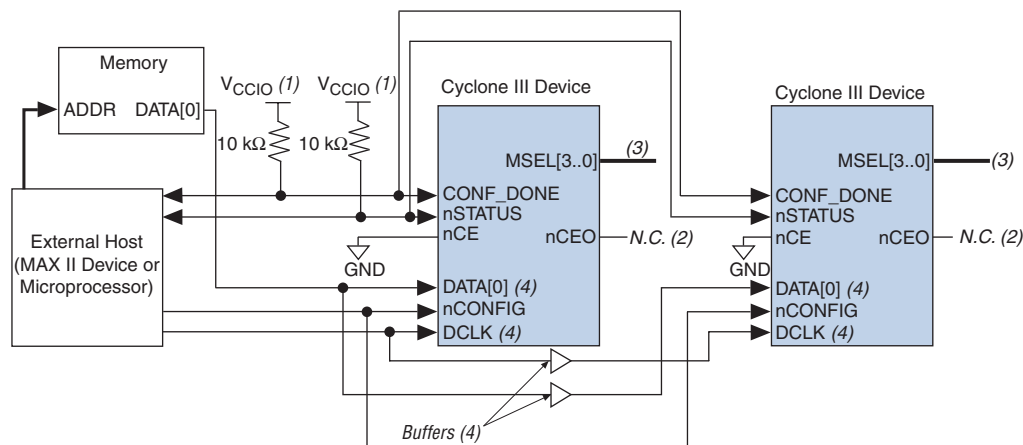 Memory
ADDR DATA[0]
VCCIO (1)
VCCIO (1)
10 kΩ
10 kΩ
External Host
(MAX II Device or
Microprocessor)
Cyclone III Device
MSEL[3..0]
(3)
CONF_DONE
nSTATUS
nCE
nCEO
N.C. (2)
GND
DATA[0] (4)
nCONFIG
DCLK (4)
Buffers (4)
Cyclone III Device
MSEL[3..0]
(3)
CONF_DONE
nSTATUS
nCE
nCEO
N.C. (2)
GND
DATA[0] (4)
nCONFIG
DCLK (4)